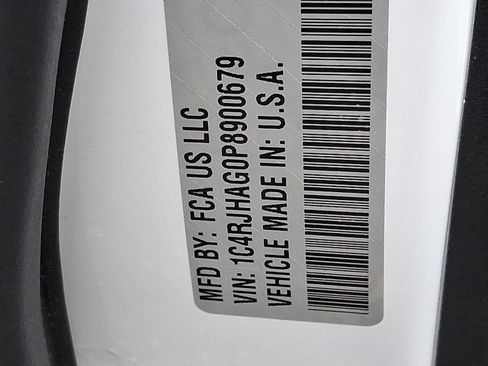 MFD BY: FCA US LLC
VIN: 1C4RJHAG0P8900679
VEHICLE MADE IN: U.S.A.